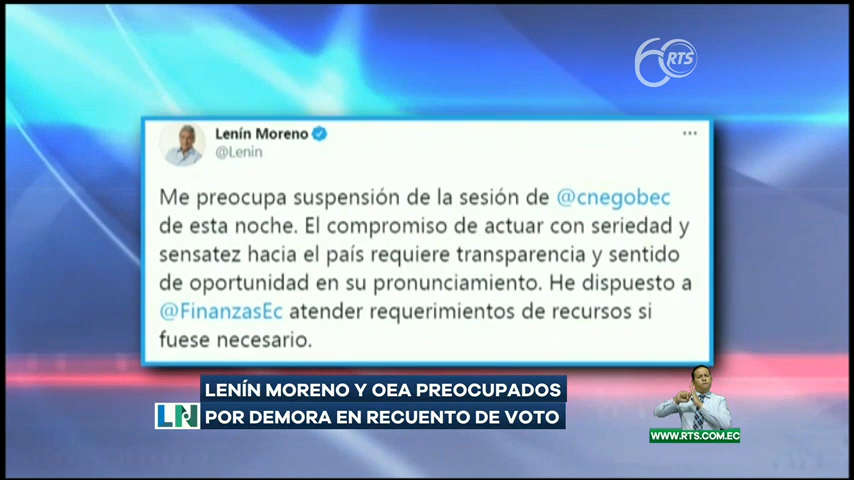 60 RTS
Lenín Moreno
@Lenin
Me preocupa suspensión de la sesión de @cnegobec
de esta noche. El compromiso de actuar con seriedad y
sensatez hacia el país requiere transparencia y sentido
de oportunidad en su pronunciamiento. He dispuesto a
@FinanzasEc atender requerimientos de recursos si
fuese necesario.
LENÍN MORENO Y OEA PREOCUPADOS
LN POR DEMORA EN RECUENTO DE VOTO
WWW.RTS.COM.EC